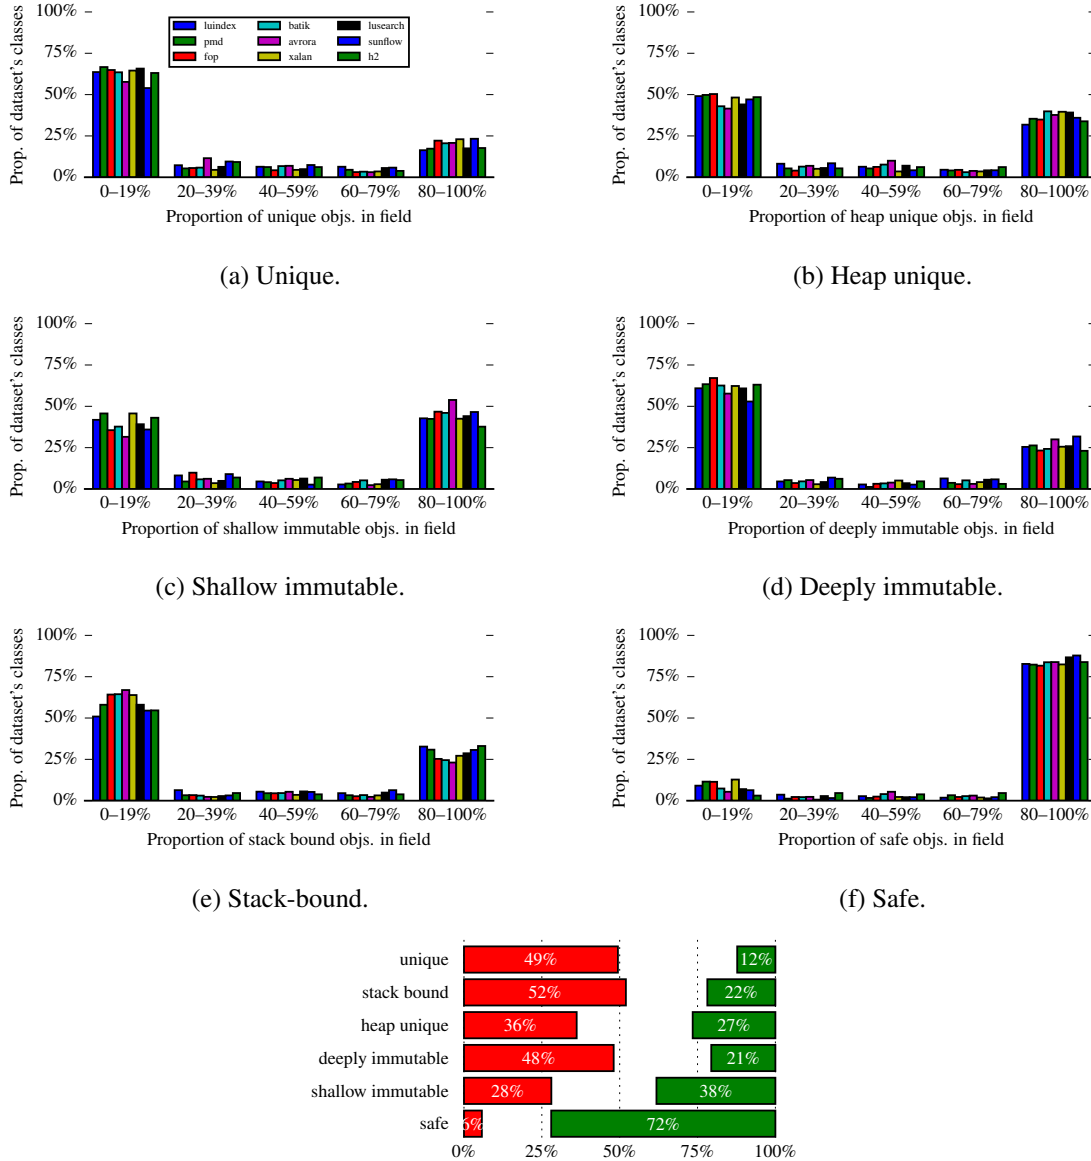 100%
75%
50%
25%
0%
Prop. of dataset's classes
luindex batik lusearch
pmd avrora sunflow
fop xalan h2
0–19% 20–39% 40–59% 60–79% 80–100%
Proportion of unique objs. in field
(a) Unique.
100%
75%
50%
25%
0%
Prop. of dataset's classes
0–19% 20–39% 40–59% 60–79% 80–100%
Proportion of heap unique objs. in field
(b) Heap unique.
100%
75%
50%
25%
0%
Prop. of dataset's classes
0–19% 20–39% 40–59% 60–79% 80–100%
Proportion of shallow immutable objs. in field
(c) Shallow immutable.
100%
75%
50%
25%
0%
Prop. of dataset's classes
0–19% 20–39% 40–59% 60–79% 80–100%
Proportion of deeply immutable objs. in field
(d) Deeply immutable.
100%
75%
50%
25%
0%
Prop. of dataset's classes
0–19% 20–39% 40–59% 60–79% 80–100%
Proportion of stack bound objs. in field
(e) Stack-bound.
100%
75%
50%
25%
0%
Prop. of dataset's classes
0–19% 20–39% 40–59% 60–79% 80–100%
Proportion of safe objs. in field
(f) Safe.
unique 49% 12%
stack bound 52% 22%
heap unique 36% 27%
deeply immutable 48% 21%
shallow immutable 28% 38%
safe 6% 72%
0% 25% 50% 75% 100%